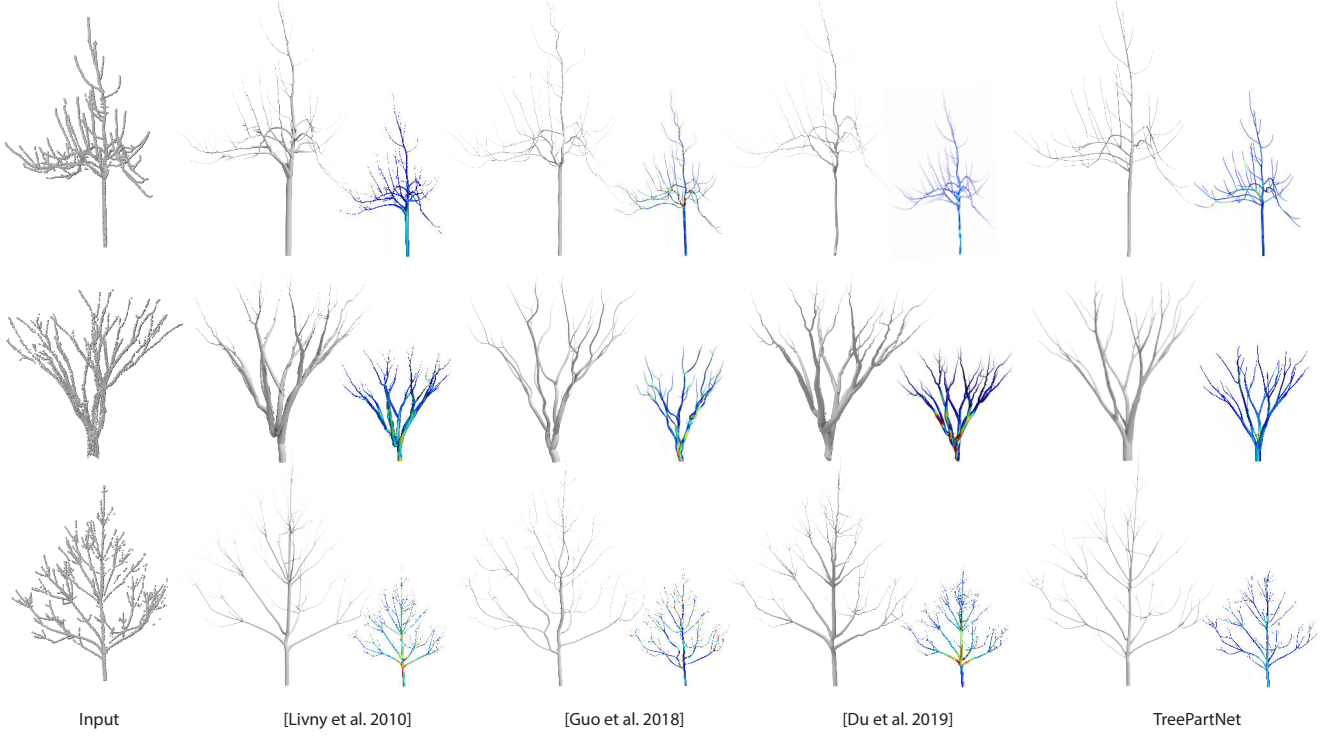 Input
[Livny et al. 2010]
[Guo et al. 2018]
[Du et al. 2019]
TreePartNet